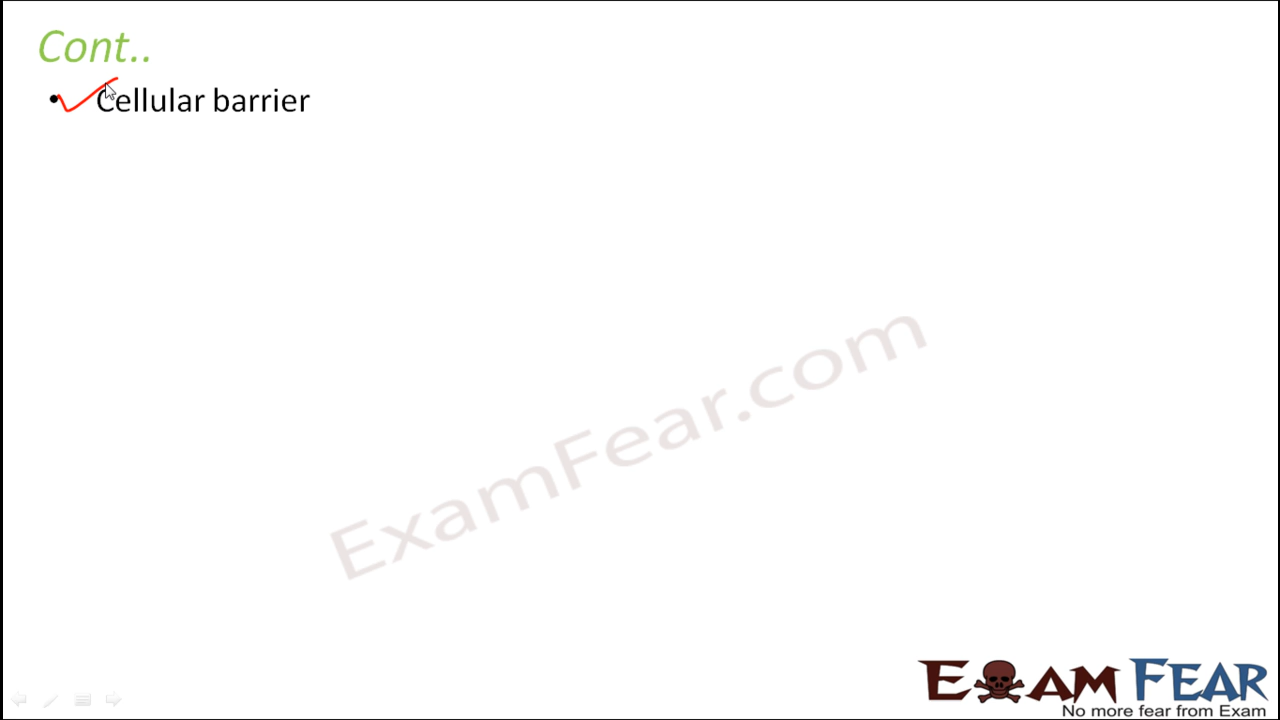 Cont..
• Cellular barrier
ExamFear.com
EXAM FEAR
No more fear from Exam